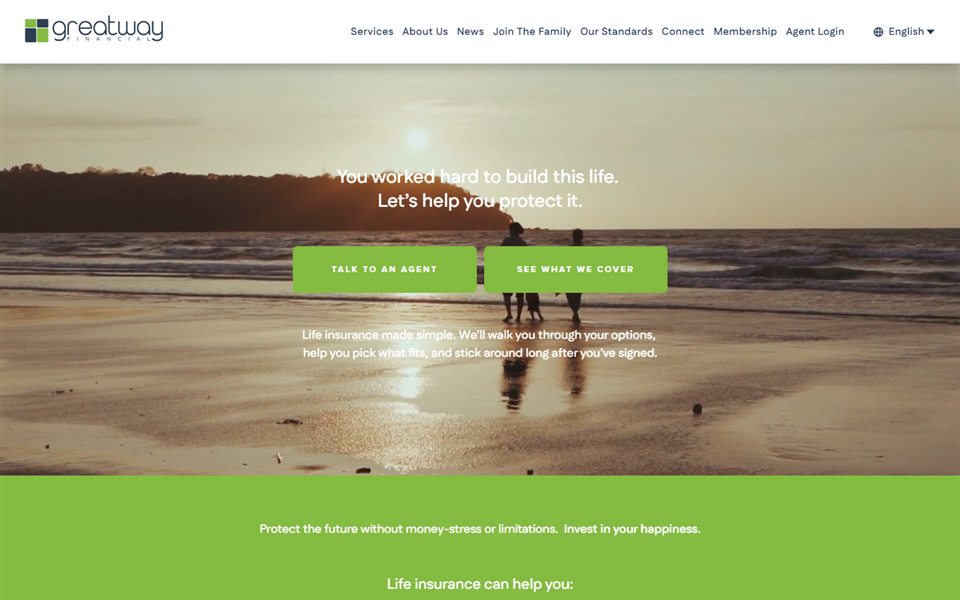 greatway
FINANCIAL
Services About Us News Join The Family Our Standards Connect Membership Agent Login English
You worked hard to build this life.
Let's help you protect it.
TALK TO AN AGENT
SEE WHAT WE COVER
Life insurance made simple. We'll walk you through your options,
help you pick what fits, and stick around long after you've signed.
Protect the future without money-stress or limitations. Invest in your happiness.
Life insurance can help you: